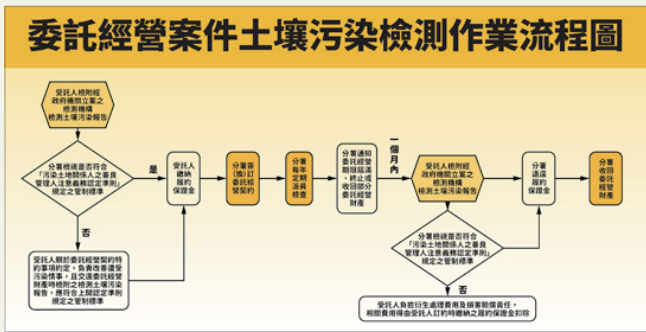 委託經營案件土壤污染檢測作業流程圖
受託人檢附經
政府機關立案之
檢測機構
檢測土壤污染報告
分署檢視是否符合
「污染土地關係人之善良
管理人注意義務認定準則」
規定之管制標準
是
否
受託人願於委託經營契約特
約事項約定，負責改善遭受
污染情事，且交還委託經營
財產時檢附之檢測土壤污染
報告，應符合上開認定準則
規定之管制標準
受託人
繳納
履約
保證金
分署簽
(換)訂
委託經
營契約
分署
每年
定期
派員
檢查
分署通知
委託經營
期限屆滿
、終止或
收回部分
委託經營
財產
一個月內
受託人檢附經
政府機關立案之
檢測機構
檢測土壤污染報告
分署檢視是否符合
「污染土地關係人之善良
管理人注意義務認定準則」
規定之管制標準
否
受託人負擔衍生處理費用及損害賠償責任，
相關費用得由受託人訂約時繳納之履約保證金扣除
分署
退還
履約
保證金
分署
收回
委託
經營
財產